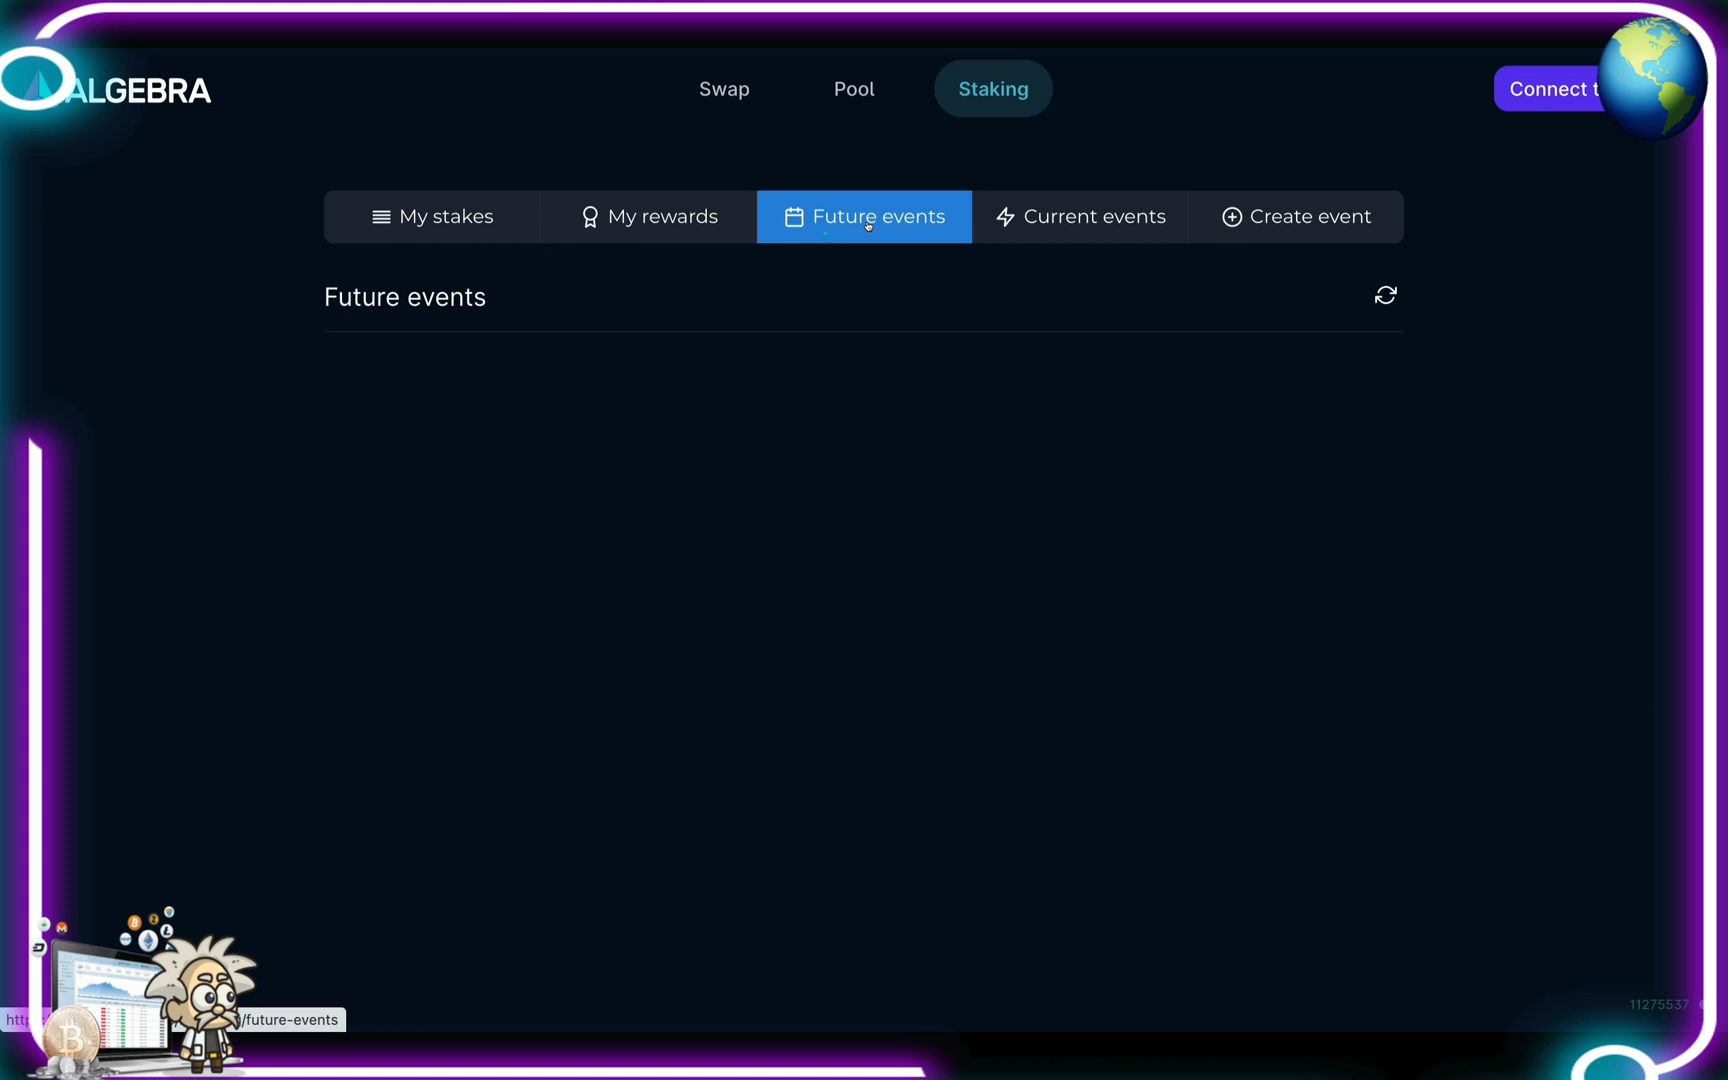 ALGEBRA
Swap
Pool
Staking
Connect t
My stakes
My rewards
Future events
Current events
Create event
Future events
11275537
/future-events